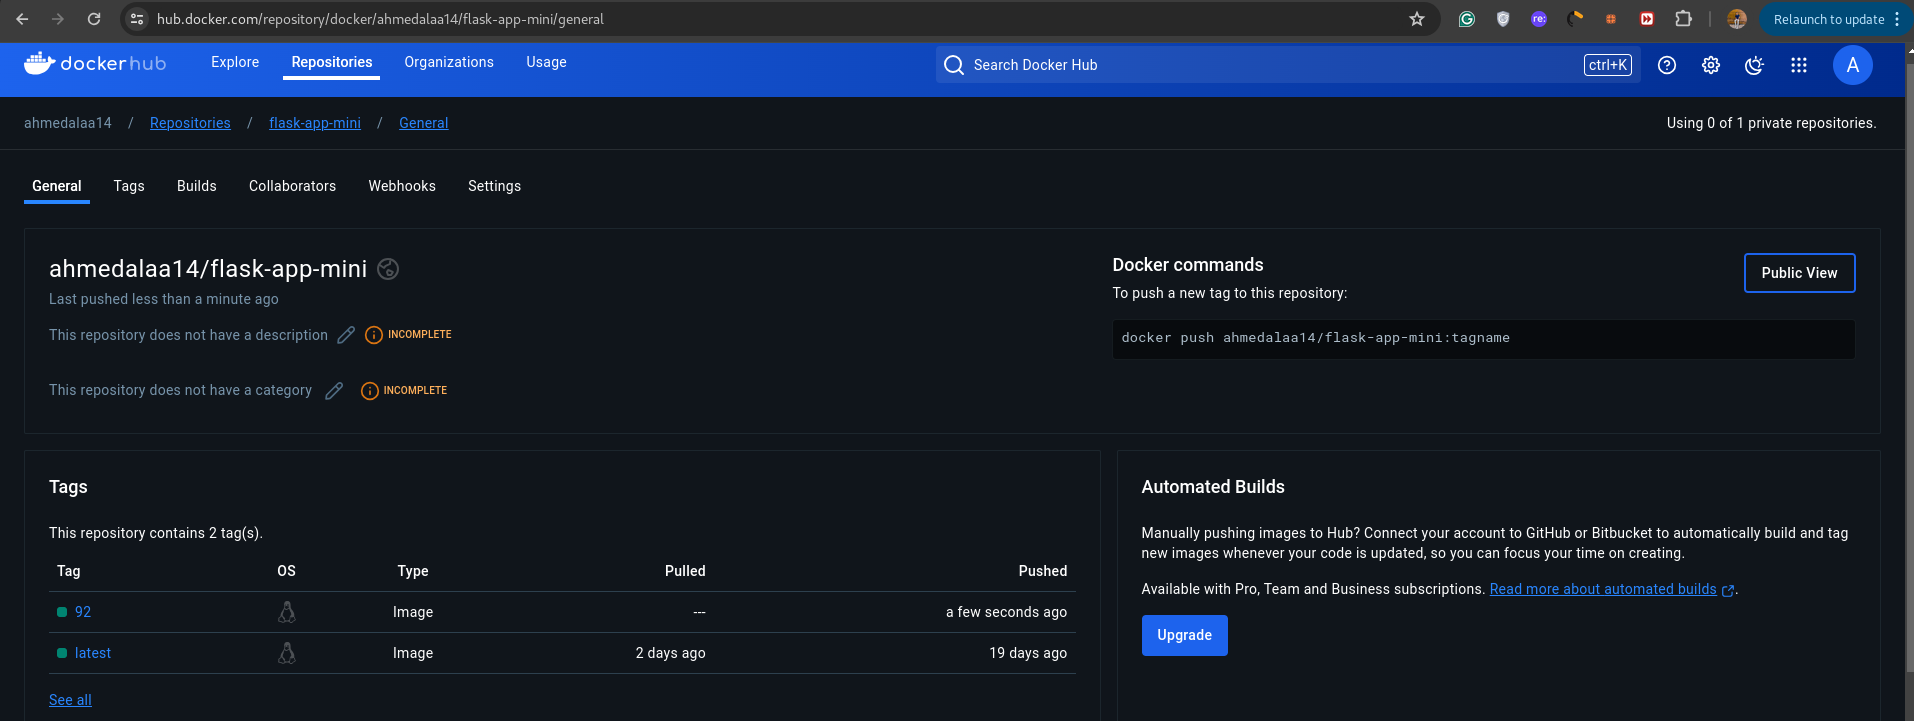 hub.docker.com/repository/docker/ahmedalaa14/flask-app-mini/general
re:
Relaunch to update
dockerhub
Explore
Repositories
Organizations
Usage
Search Docker Hub
ctrl+K
A
ahmedalaa14 / Repositories / flask-app-mini / General
Using 0 of 1 private repositories.
General
Tags
Builds
Collaborators
Webhooks
Settings
ahmedalaa14/flask-app-mini
Last pushed less than a minute ago
This repository does not have a description
INCOMPLETE
This repository does not have a category
INCOMPLETE
Docker commands
Public View
To push a new tag to this repository:
docker push ahmedalaa14/flask-app-mini:tagname
Tags
This repository contains 2 tag(s).
Tag OS Type Pulled Pushed
92 Image --- a few seconds ago
latest Image 2 days ago 19 days ago
See all
Automated Builds
Manually pushing images to Hub? Connect your account to GitHub or Bitbucket to automatically build and tag
new images whenever your code is updated, so you can focus your time on creating.
Available with Pro, Team and Business subscriptions. Read more about automated builds.
Upgrade